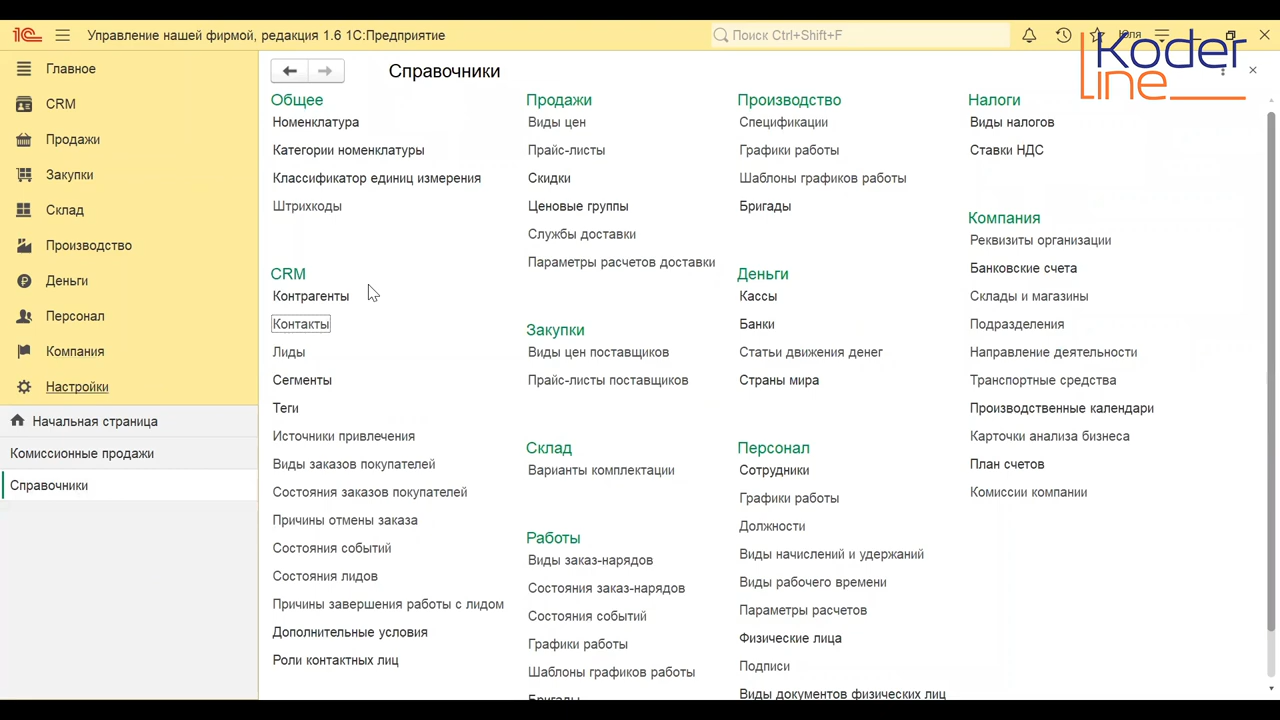 1С Управление нашей фирмой, редакция 1.6 1С:Предприятие
Поиск Ctrl+Shift+F
Юля
Koder
line
Главное
CRM
Продажи
Закупки
Склад
Производство
Деньги
Персонал
Компания
Настройки
Начальная страница
Комиссионные продажи
Справочники
Справочники
Общее
Номенклатура
Категории номенклатуры
Классификатор единиц измерения
Штрихкоды
CRM
Контрагенты
Контакты
Лиды
Сегменты
Теги
Источники привлечения
Виды заказов покупателей
Состояния заказов покупателей
Причины отмены заказа
Состояния событий
Состояния лидов
Причины завершения работы с лидом
Дополнительные условия
Роли контактных лиц
Продажи
Виды цен
Прайс-листы
Скидки
Ценовые группы
Службы доставки
Параметры расчетов доставки
Закупки
Виды цен поставщиков
Прайс-листы поставщиков
Склад
Варианты комплектации
Работы
Виды заказ-нарядов
Состояния заказ-нарядов
Состояния событий
Графики работы
Шаблоны графиков работы
Бригады
Производство
Спецификации
Графики работы
Шаблоны графиков работы
Бригады
Деньги
Кассы
Банки
Статьи движения денег
Страны мира
Персонал
Сотрудники
Графики работы
Должности
Виды начислений и удержаний
Виды рабочего времени
Параметры расчетов
Физические лица
Подписи
Виды документов физических лиц
Налоги
Виды налогов
Ставки НДС
Компания
Реквизиты организации
Банковские счета
Склады и магазины
Подразделения
Направление деятельности
Транспортные средства
Производственные календари
Карточки анализа бизнеса
План счетов
Комиссии компании